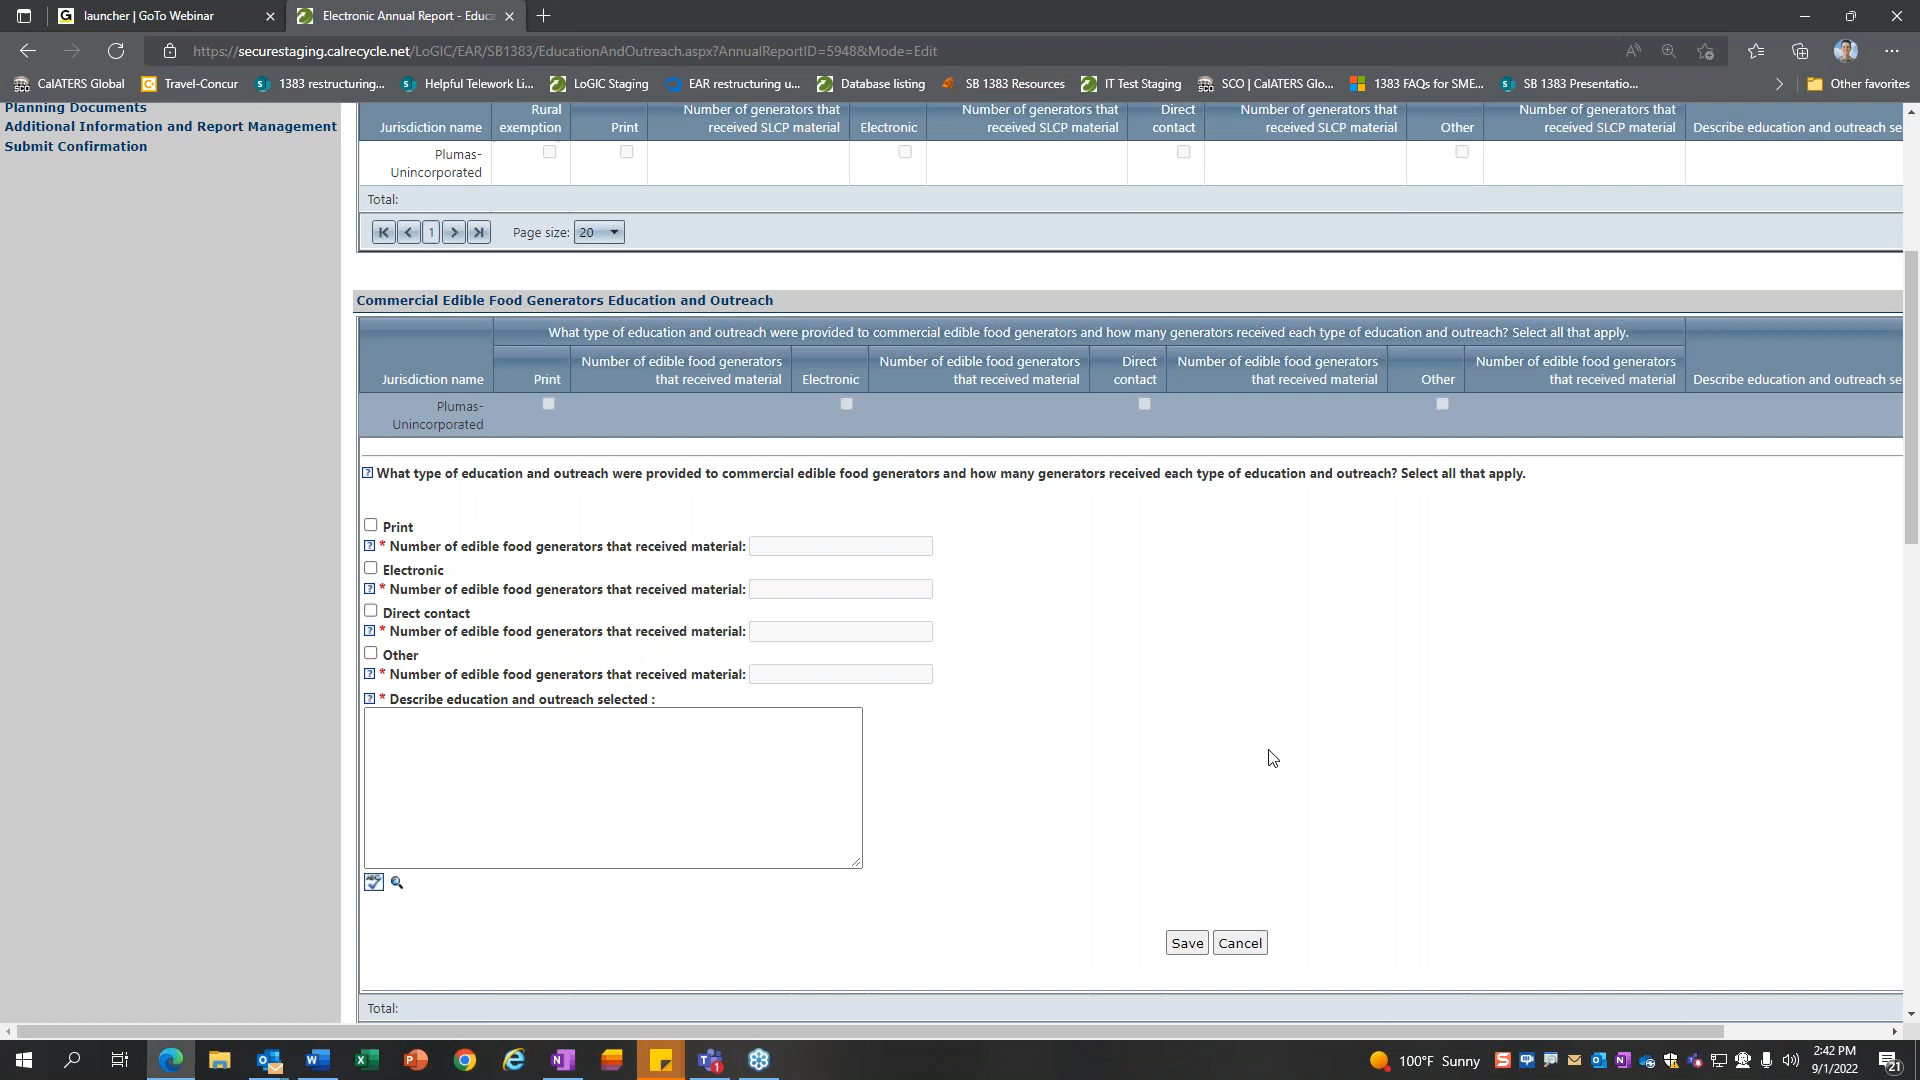 launcher | GoTo Webinar
Electronic Annual Report - Educa
https://securestaging.calrecycle.net/LoGIC/EAR/SB1383/EducationAndOutreach.aspx?AnnualReportID=5948&Mode=Edit
CalATERS Global
Travel-Concur
1383 restructuring...
Helpful Telework Li...
LoGIC Staging
EAR restructuring u...
Database listing
SB 1383 Resources
IT Test Staging
SCO | CalATERS Glo...
1383 FAQs for SME...
SB 1383 Presentatio...
Other favorites
Planning Documents
Additional Information and Report Management
Submit Confirmation
Jurisdiction name
Rural exemption
Print
Number of generators that received SLCP material
Electronic
Number of generators that received SLCP material
Direct contact
Number of generators that received SLCP material
Other
Number of generators that received SLCP material
Describe education and outreach se
Plumas-
Unincorporated
Total:
1
Page size: 20
Commercial Edible Food Generators Education and Outreach
What type of education and outreach were provided to commercial edible food generators and how many generators received each type of education and outreach? Select all that apply.
Jurisdiction name
Print
Number of edible food generators that received material
Electronic
Number of edible food generators that received material
Direct contact
Number of edible food generators that received material
Other
Number of edible food generators that received material
Describe education and outreach se
Plumas-
Unincorporated
? What type of education and outreach were provided to commercial edible food generators and how many generators received each type of education and outreach? Select all that apply.
Print
? * Number of edible food generators that received material:
Electronic
? * Number of edible food generators that received material:
Direct contact
? * Number of edible food generators that received material:
Other
? * Number of edible food generators that received material:
? * Describe education and outreach selected :
ABC
Save
Cancel
Total:
100°F Sunny
2:42 PM
9/1/2022
21